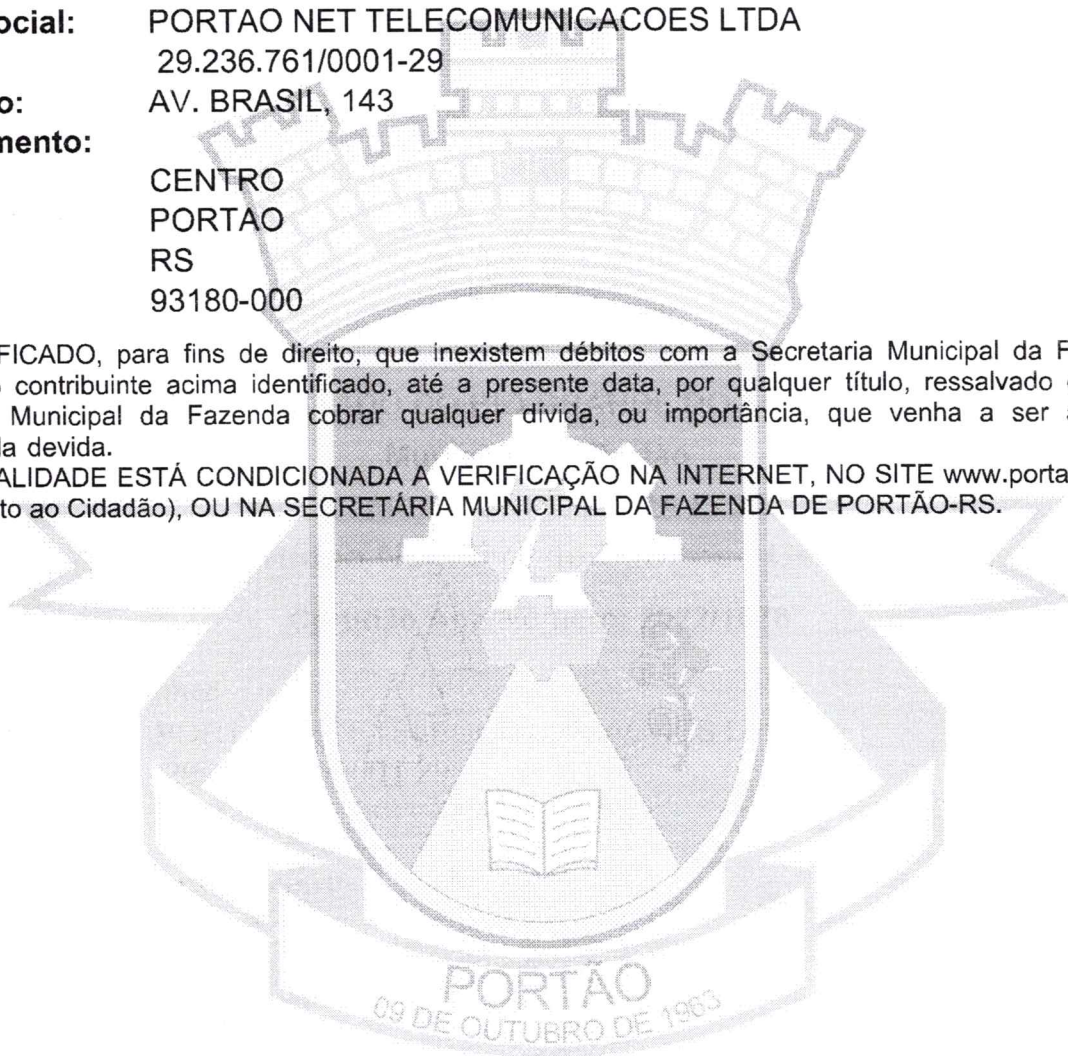 ocial: PORTAO NET TELECOMUNICACOES LTDA
29.236.761/0001-29
o: AV. BRASIL, 143
mento:
CENTRO
PORTAO
RS
93180-000
FICADO, para fins de direito, que inexistem débitos com a Secretaria Municipal da F
contribuinte acima identificado, até a presente data, por qualquer título, ressalvado
Municipal da Fazenda cobrar qualquer dívida, ou importância, que venha a ser a
da devida.
ALIDADE ESTÁ CONDICIONADA A VERIFICAÇÃO NA INTERNET, NO SITE www.porta
to ao Cidadão), OU NA SECRETÁRIA MUNICIPAL DA FAZENDA DE PORTÃO-RS.
PORTÃO
09 DE OUTUBRO DE 1963